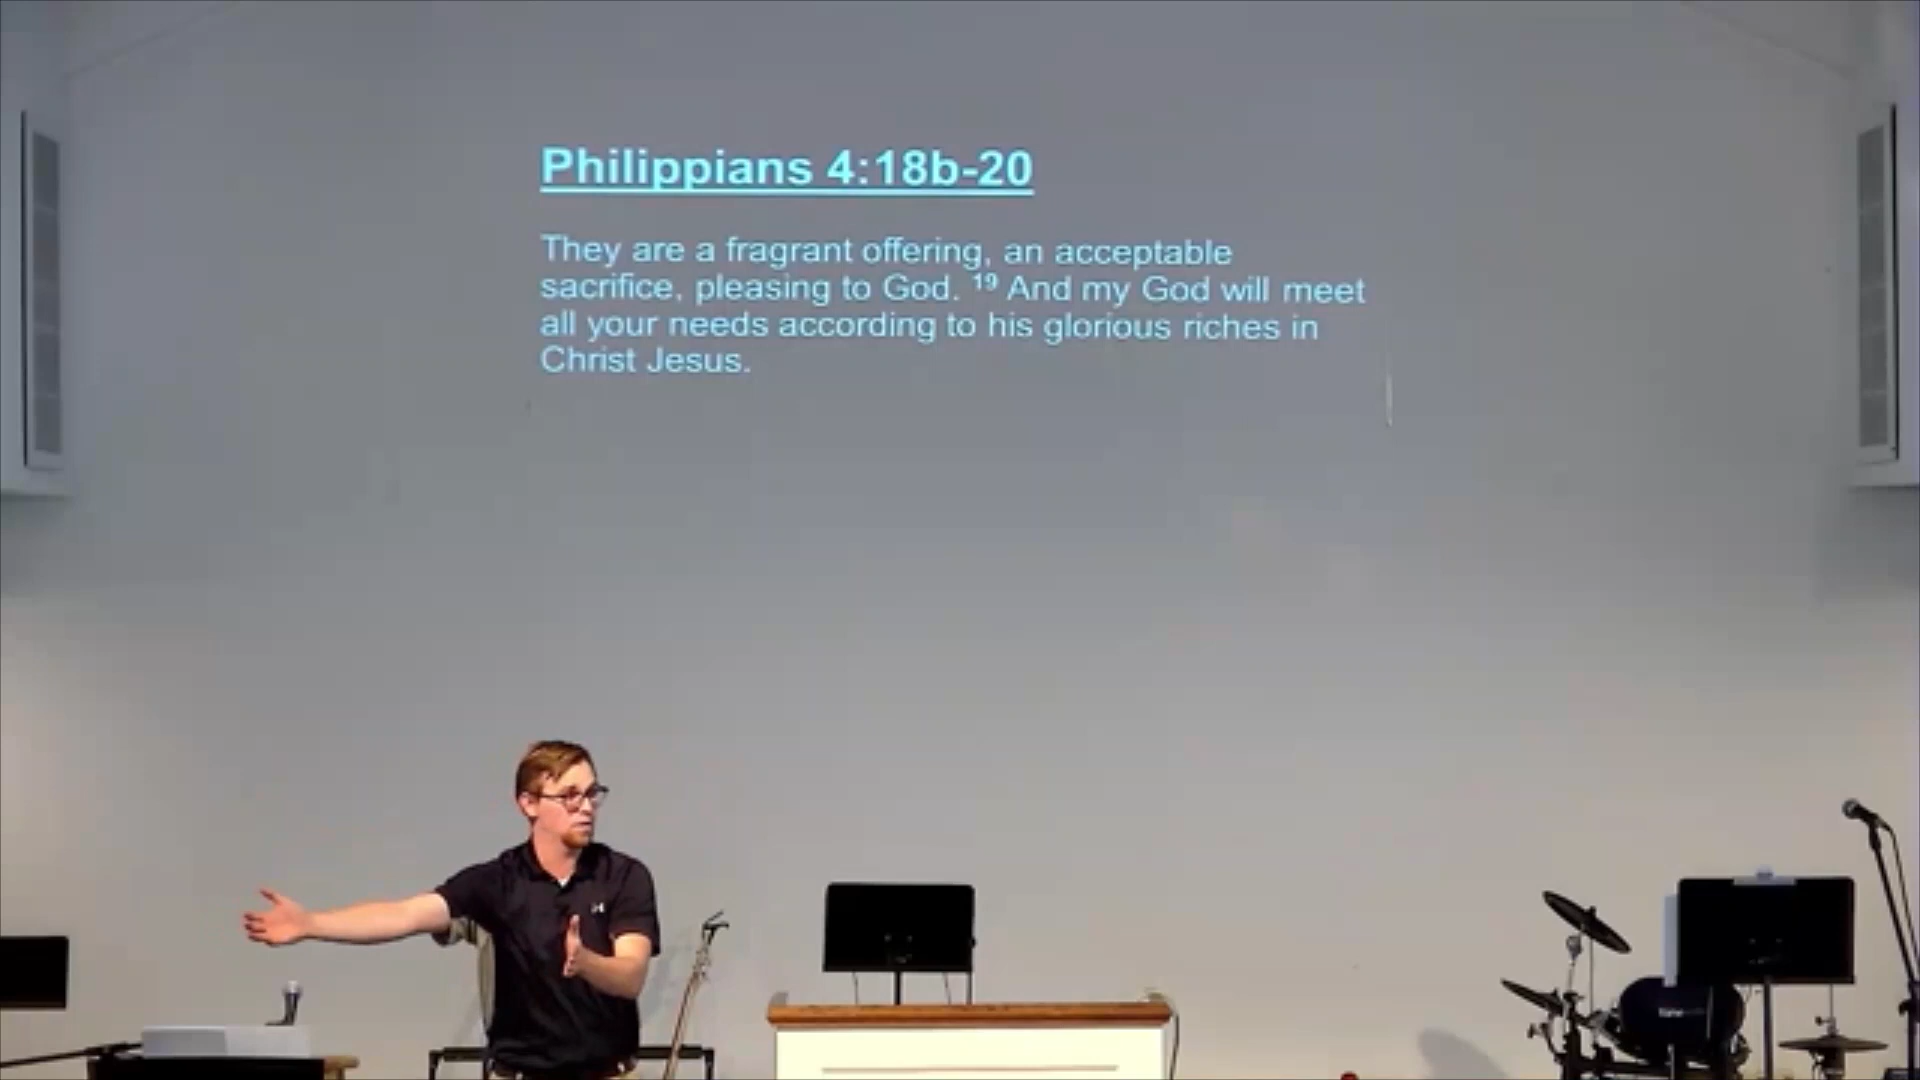 Philippians 4:18b-20
They are a fragrant offering, an acceptable
sacrifice, pleasing to God. ¹⁹ And my God will meet
all your needs according to his glorious riches in
Christ Jesus.